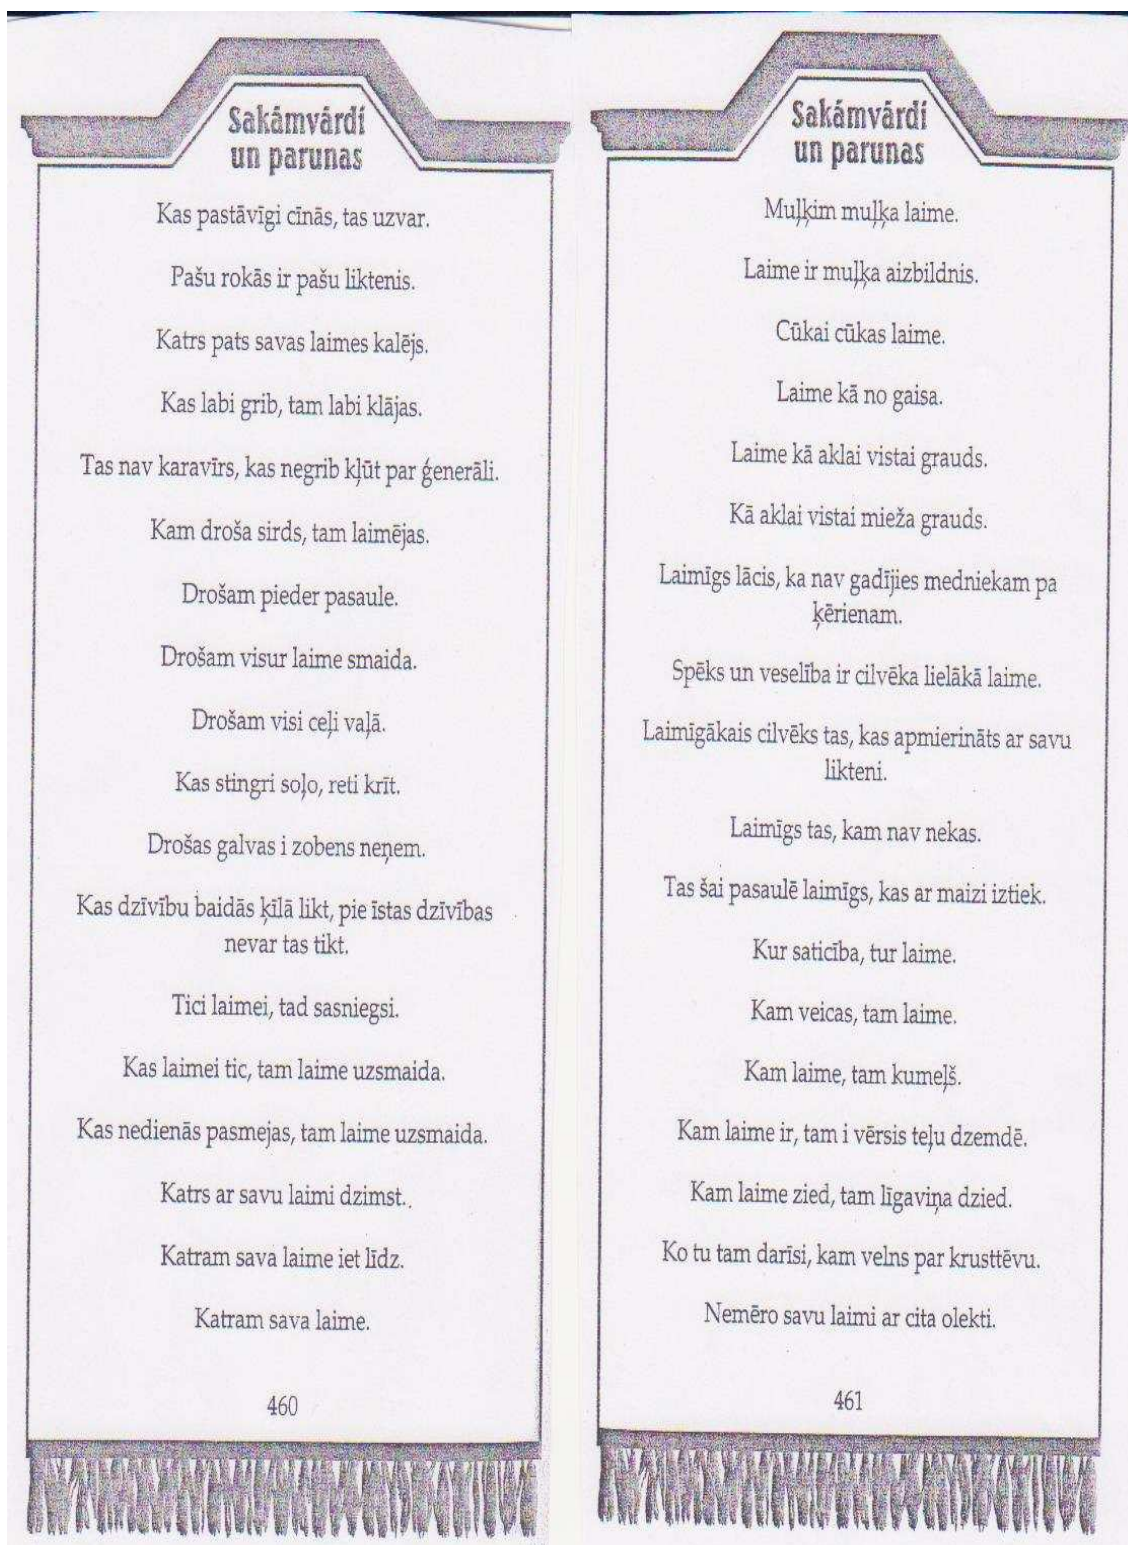 Sakāmvārdi
un parunas
Kas pastāvīgi cīnās, tas uzvar.
Pašu rokās ir pašu liktenis.
Katrs pats savas laimes kalējs.
Kas labi grib, tam labi klājas.
Tas nav karavīrs, kas negrib kļūt par ģenerāli.
Kam droša sirds, tam laimējas.
Drošam pieder pasaule.
Drošam visur laime smaida.
Drošam visi ceļi vaļā.
Kas stingri soļo, reti krīt.
Drošas galvas i zobens neņem.
Kas dzīvību baidās ķīlā likt, pie īstas dzīvības
nevar tas tikt.
Tici laimei, tad sasniegsi.
Kas laimei tic, tam laime uzsmaida.
Kas nedienās pasmejas, tam laime uzsmaida.
Katrs ar savu laimi dzimst.
Katram sava laime iet līdz.
Katram sava laime.
460
Sakāmvārdi
un parunas
Muļķim muļķa laime.
Laime ir muļķa aizbildnis.
Cūkai cūkas laime.
Laime kā no gaisa.
Laime kā aklai vistai grauds.
Kā aklai vistai mieža grauds.
Laimīgs lācis, ka nav gadījies medniekam pa
ķērienam.
Spēks un veselība ir cilvēka lielākā laime.
Laimīgākais cilvēks tas, kas apmierināts ar savu
likteni.
Laimīgs tas, kam nav nekas.
Tas šai pasaulē laimīgs, kas ar maizi iztiek.
Kur saticība, tur laime.
Kam veicas, tam laime.
Kam laime, tam kumeļš.
Kam laime ir, tam i vērsis teļu dzemdē.
Kam laime zied, tam līgaviņa dzied.
Ko tu tam darīsi, kam velns par krusttēvu.
Nemēro savu laimi ar cita olekti.
461